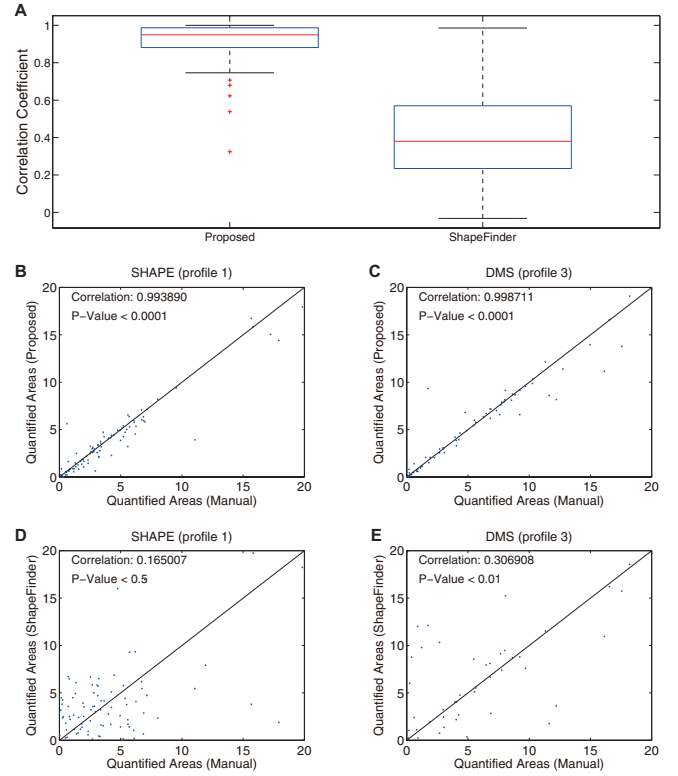 A
1
0.8
0.6
0.4
0.2
0
Correlation Coefficient
Proposed
ShapeFinder
B
SHAPE (profile 1)
Correlation: 0.993890
P-Value < 0.0001
20
15
10
5
0
Quantified Areas (Proposed)
0 5 10 15 20
Quantified Areas (Manual)
C
DMS (profile 3)
Correlation: 0.998711
P-Value < 0.0001
20
15
10
5
0
Quantified Areas (Proposed)
0 5 10 15 20
Quantified Areas (Manual)
D
SHAPE (profile 1)
Correlation: 0.165007
P-Value < 0.5
20
15
10
5
0
Quantified Areas (ShapeFinder)
0 5 10 15 20
Quantified Areas (Manual)
E
DMS (profile 3)
Correlation: 0.306908
P-Value < 0.01
20
15
10
5
0
Quantified Areas (ShapeFinder)
0 5 10 15 20
Quantified Areas (Manual)